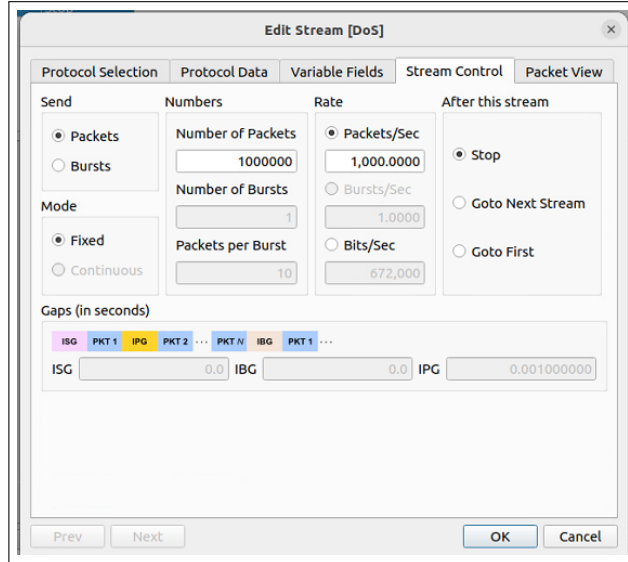 Edit Stream [DoS]
Protocol Selection Protocol Data Variable Fields Stream Control Packet View
Send Numbers Rate After this stream
Packets Number of Packets Packets/Sec
1000000 1,000.0000 Stop
Bursts
Number of Bursts Bursts/Sec
Mode 1 1.0000 Goto Next Stream
Fixed Packets per Burst Bits/Sec Goto First
Continuous 10 672,000
Gaps (in seconds)
ISG PKT 1 IPG PKT 2 ... PKT N IBG PKT 1 ...
ISG 0.0 IBG 0.0 IPG 0.001000000
Prev Next OK Cancel